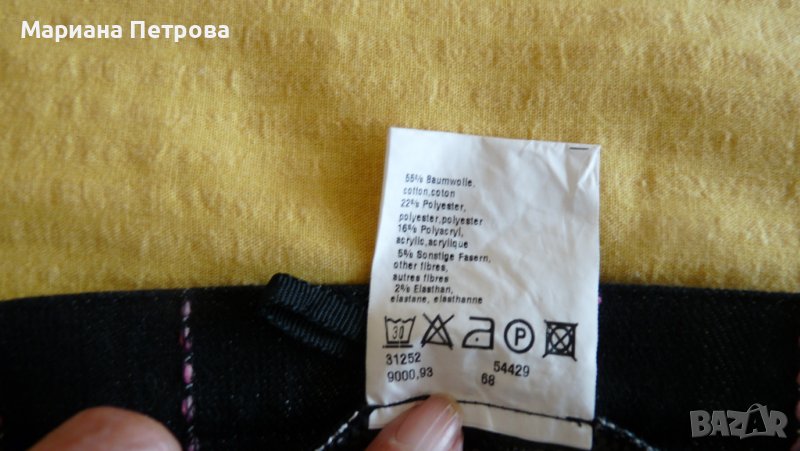 Мариана Петрова
55% Baumwolle,
cotton,coton
22% Polyester,
polyester,polyester
16% Polyacryl,
acrylic,acrylique
5% Sonstige Fasern,
other fibres,
autres fibres
2% Elasthan,
elastane, elasthanne
30 P
31252 54429
9000,93 68
BAZAR